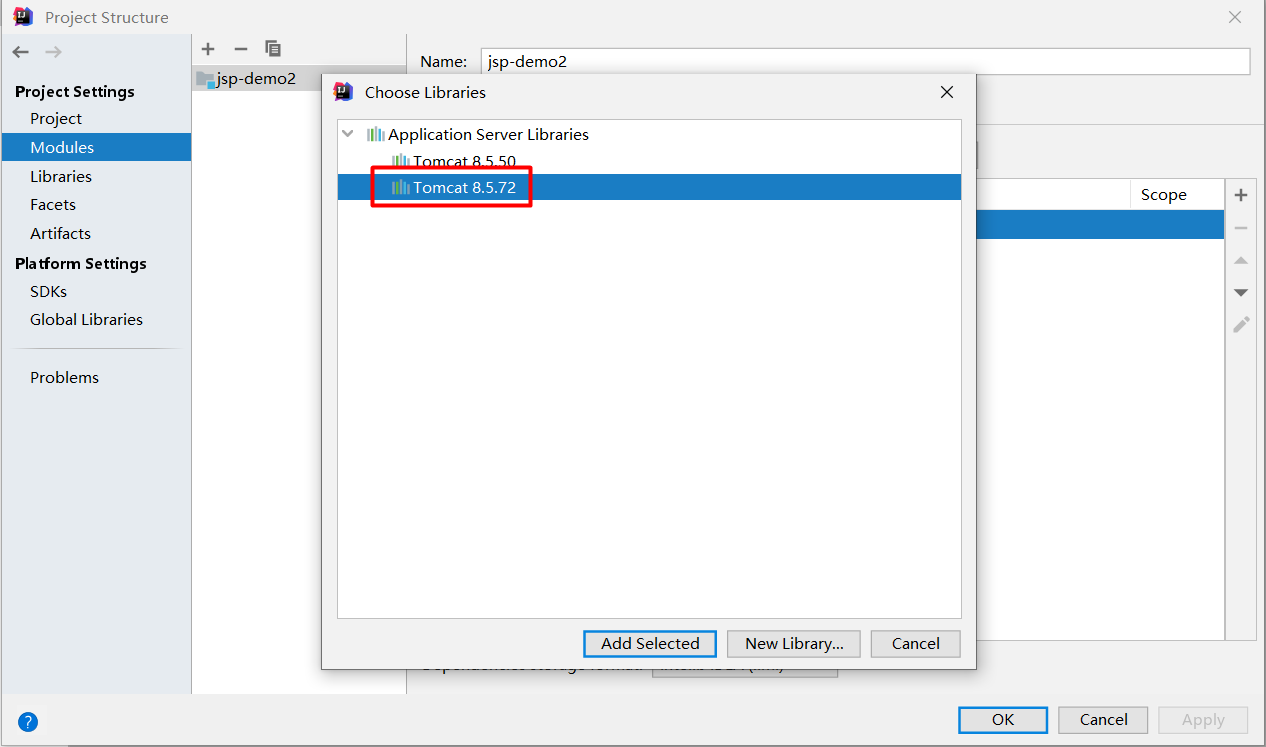 Project Structure
Name: jsp-demo2
jsp-demo2
Project Settings
Project
Modules
Libraries
Facets
Artifacts
Platform Settings
SDKs
Global Libraries
Problems
Choose Libraries
Application Server Libraries
Tomcat 8.5.50
Tomcat 8.5.72
Scope
Add Selected
New Library...
Cancel
?
OK
Cancel
Apply